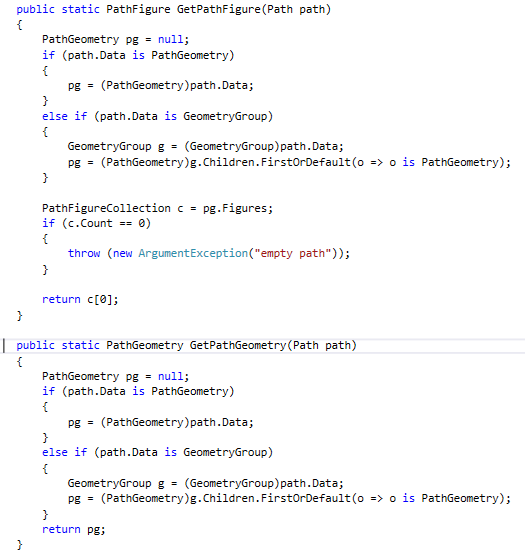 public static PathFigure GetPathFigure(Path path)
{
    PathGeometry pg = null;
    if (path.Data is PathGeometry)
    {
        pg = (PathGeometry)path.Data;
    }
    else if (path.Data is GeometryGroup)
    {
        GeometryGroup g = (GeometryGroup)path.Data;
        pg = (PathGeometry)g.Children.FirstOrDefault(o => o is PathGeometry);
    }

    PathFigureCollection c = pg.Figures;
    if (c.Count == 0)
    {
        throw (new ArgumentException("empty path"));
    }

    return c[0];
}

public static PathGeometry GetPathGeometry(Path path)
{
    PathGeometry pg = null;
    if (path.Data is PathGeometry)
    {
        pg = (PathGeometry)path.Data;
    }
    else if (path.Data is GeometryGroup)
    {
        GeometryGroup g = (GeometryGroup)path.Data;
        pg = (PathGeometry)g.Children.FirstOrDefault(o => o is PathGeometry);
    }
    return pg;
}